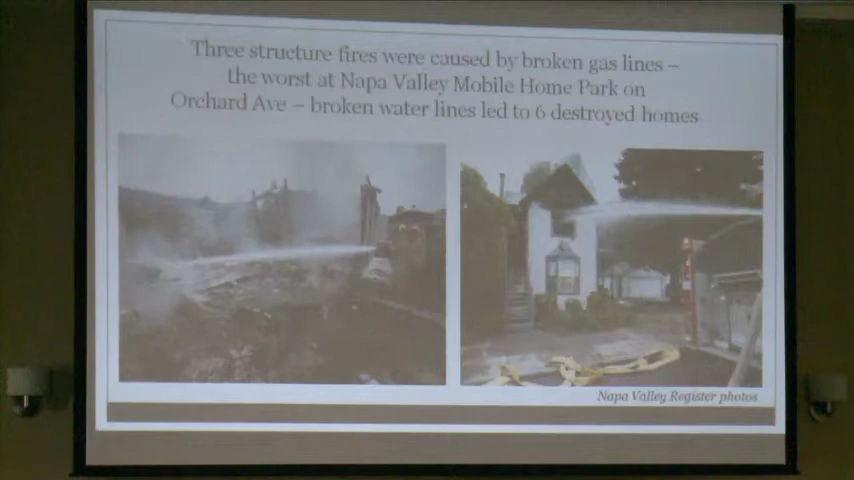 Three structure fires were caused by broken gas lines –
the worst at Napa Valley Mobile Home Park on
Orchard Ave – broken water lines led to 6 destroyed homes
Napa Valley Register photos